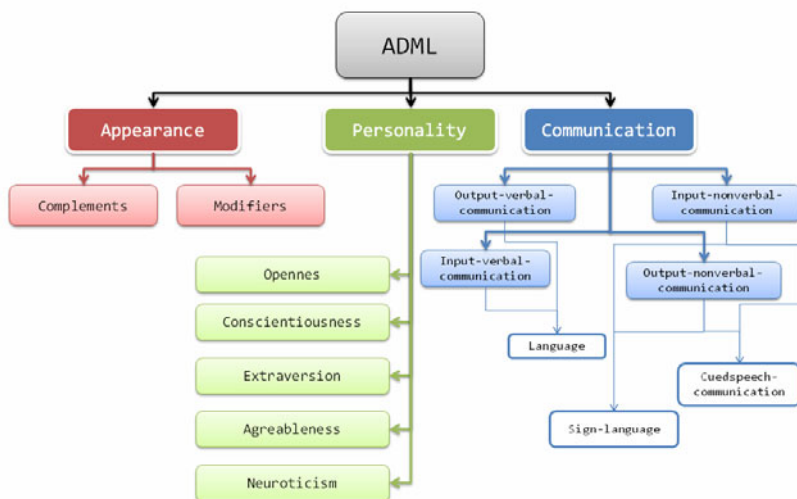 ADML
Appearance
Personality
Communication
Complements
Modifiers
Output-verbal-
communication
Input-nonverbal-
communication
Input-verbal-
communication
Output-nonverbal-
communication
Opennes
Conscientiousness
Extraversion
Agreableness
Neuroticism
Language
Cuedspeech-
communication
Sign-language